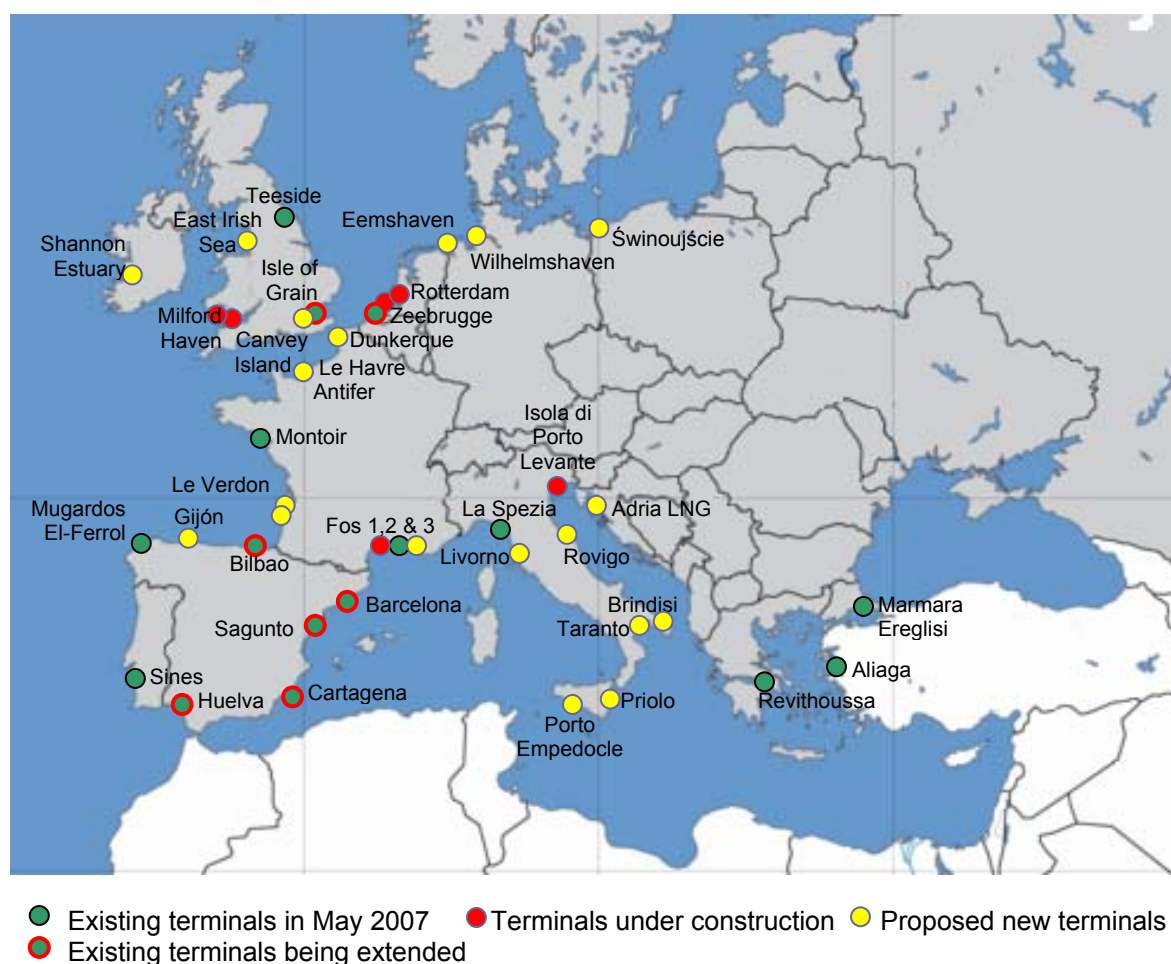 Teeside
East Irish
Sea
Shannon
Estuary
Isle of
Grain
Milford
Haven
Canvey
Island
Eemshaven
Wilhelmshaven
Świnoujście
Rotterdam
Zeebrugge
Dunkerque
Le Havre
Antifer
Montoir
Isola di
Porto
Levante
Le Verdon
Mugardos
El-Ferrol
Gijón
Bilbao
Fos 1,2 & 3
La Spezia
Livorno
Adria LNG
Rovigo
Barcelona
Sagunto
Brindisi
Taranto
Marmara
Ereglisi
Aliaga
Revithoussa
Sines
Huelva
Cartagena
Priolo
Porto
Empedocle
Existing terminals in May 2007
Terminals under construction
Proposed new terminals
Existing terminals being extended